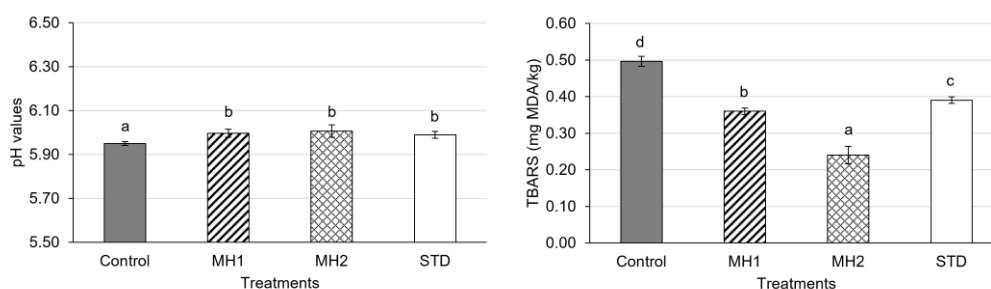 pH values
6.50
6.30
6.10
5.90
5.70
5.50
a
b
b
b
Control MH1 MH2 STD
Treatments
TBARS (mg MDA/kg)
0.60
0.50
0.40
0.30
0.20
0.10
0.00
d
b
a
c
Control MH1 MH2 STD
Treatments